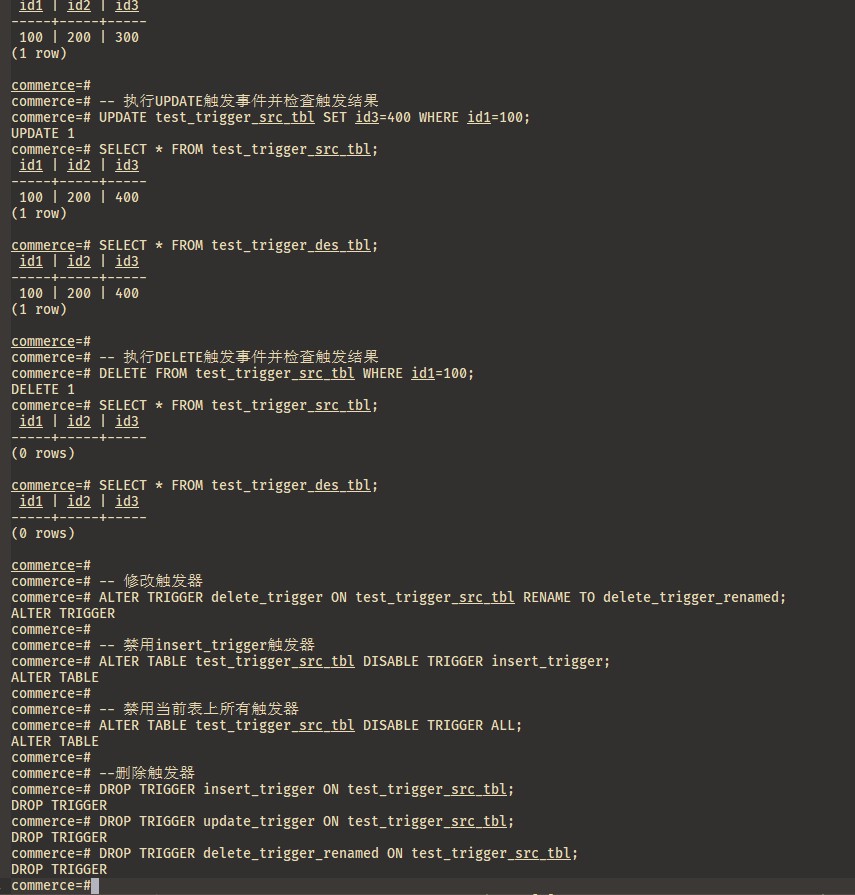 id1 | id2 | id3
-----+-----+-----
 100 | 200 | 300
(1 row)

commerce=#
commerce=# -- 执行UPDATE触发事件并检查触发结果
commerce=# UPDATE test_trigger_src_tbl SET id3=400 WHERE id1=100;
UPDATE 1
commerce=# SELECT * FROM test_trigger_src_tbl;
 id1 | id2 | id3
-----+-----+-----
 100 | 200 | 400
(1 row)

commerce=# SELECT * FROM test_trigger_des_tbl;
 id1 | id2 | id3
-----+-----+-----
 100 | 200 | 400
(1 row)

commerce=#
commerce=# -- 执行DELETE触发事件并检查触发结果
commerce=# DELETE FROM test_trigger_src_tbl WHERE id1=100;
DELETE 1
commerce=# SELECT * FROM test_trigger_src_tbl;
 id1 | id2 | id3
-----+-----+-----
(0 rows)

commerce=# SELECT * FROM test_trigger_des_tbl;
 id1 | id2 | id3
-----+-----+-----
(0 rows)

commerce=#
commerce=# -- 修改触发器
commerce=# ALTER TRIGGER delete_trigger ON test_trigger_src_tbl RENAME TO delete_trigger_renamed;
ALTER TRIGGER
commerce=#
commerce=# -- 禁用insert_trigger触发器
commerce=# ALTER TABLE test_trigger_src_tbl DISABLE TRIGGER insert_trigger;
ALTER TABLE
commerce=#
commerce=# -- 禁用当前表上所有触发器
commerce=# ALTER TABLE test_trigger_src_tbl DISABLE TRIGGER ALL;
ALTER TABLE
commerce=#
commerce=# --删除触发器
commerce=# DROP TRIGGER insert_trigger ON test_trigger_src_tbl;
DROP TRIGGER
commerce=# DROP TRIGGER update_trigger ON test_trigger_src_tbl;
DROP TRIGGER
commerce=# DROP TRIGGER delete_trigger_renamed ON test_trigger_src_tbl;
DROP TRIGGER
commerce=#